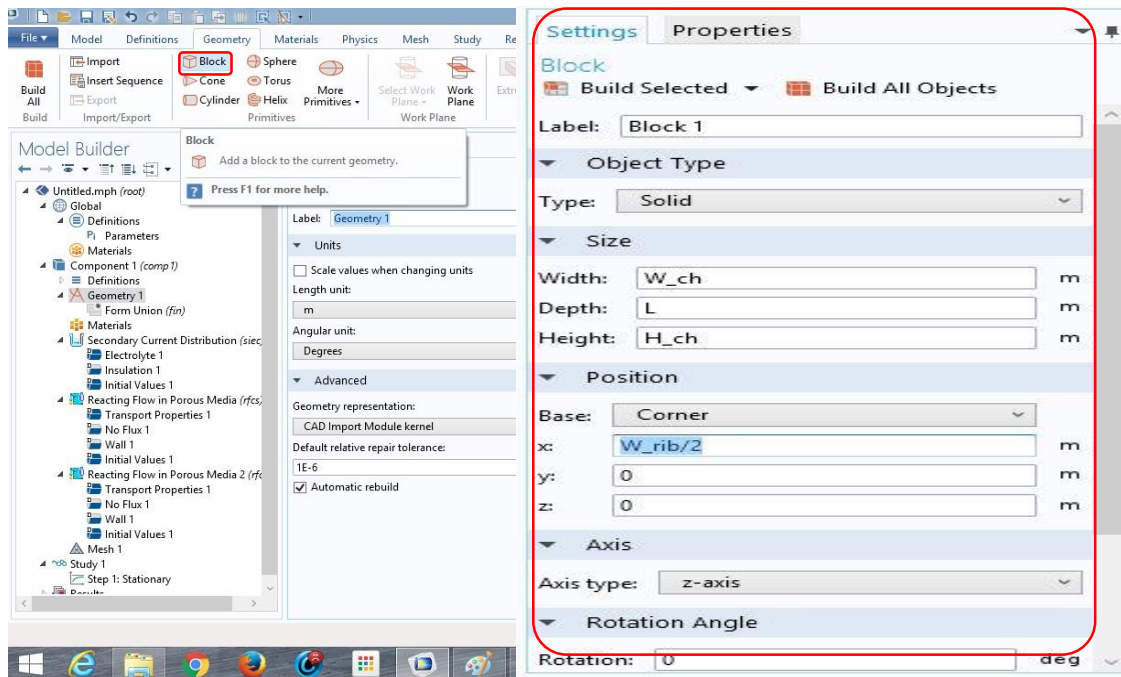 File Model Definitions Geometry Materials Physics Mesh Study Re
Build All
Import
Insert Sequence
Export
Block
Cone
Cylinder
Sphere
Torus
Helix
More Primitives
Select Work Plane
Work Plane
Extr
Build Import/Export Primitives Work Plane
Block
Add a block to the current geometry.
? Press F1 for more help.
Model Builder
Untitled.mph (root)
Global
Definitions
Pi Parameters
Materials
Component 1 (comp1)
Definitions
Geometry 1
Form Union (fin)
Materials
Secondary Current Distribution (siec
Electrolyte 1
Insulation 1
Initial Values 1
Reacting Flow in Porous Media (rfcs)
Transport Properties 1
No Flux 1
Wall 1
Initial Values 1
Reacting Flow in Porous Media 2 (rfc
Transport Properties 1
No Flux 1
Wall 1
Initial Values 1
Mesh 1
Study 1
Step 1: Stationary
Results
Label: Geometry 1
Units
Scale values when changing units
Length unit:
m
Angular unit:
Degrees
Advanced
Geometry representation:
CAD Import Module kernel
Default relative repair tolerance:
1E-6
Automatic rebuild
Settings Properties
Block
Build Selected Build All Objects
Label: Block 1
Object Type
Type: Solid
Size
Width: W_ch m
Depth: L m
Height: H_ch m
Position
Base: Corner
x: W_rib/2 m
y: 0 m
z: 0 m
Axis
Axis type: z-axis
Rotation Angle
Rotation: 0 deg